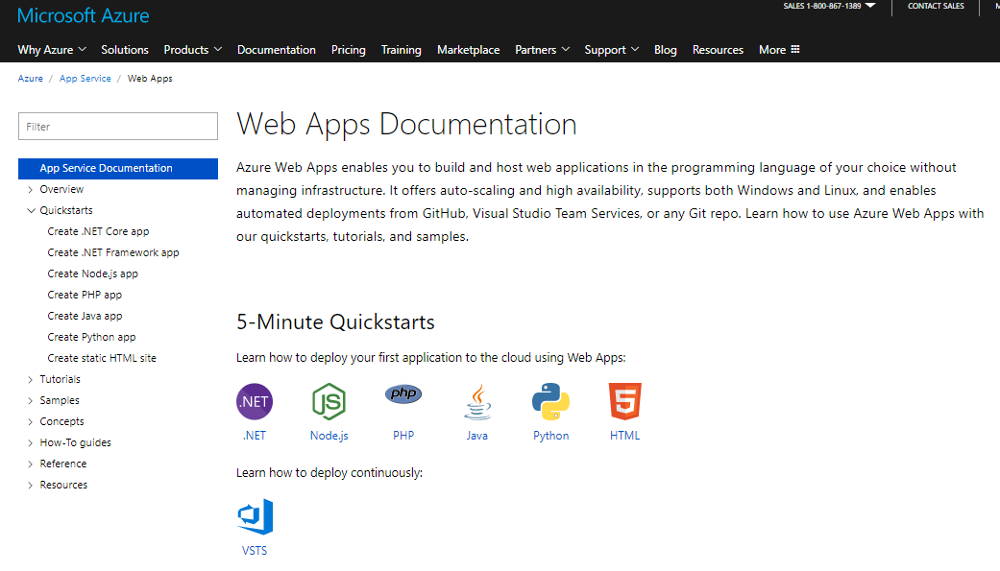 Microsoft Azure
SALES 1-800-867-1389
CONTACT SALES
Why Azure
Solutions
Products
Documentation
Pricing
Training
Marketplace
Partners
Support
Blog
Resources
More
Azure / App Service / Web Apps
Filter
App Service Documentation
Overview
Quickstarts
Create .NET Core app
Create .NET Framework app
Create Node.js app
Create PHP app
Create Java app
Create Python app
Create static HTML site
Tutorials
Samples
Concepts
How-To guides
Reference
Resources
Web Apps Documentation
Azure Web Apps enables you to build and host web applications in the programming language of your choice without
managing infrastructure. It offers auto-scaling and high availability, supports both Windows and Linux, and enables
automated deployments from GitHub, Visual Studio Team Services, or any Git repo. Learn how to use Azure Web Apps with
our quickstarts, tutorials, and samples.
5-Minute Quickstarts
Learn how to deploy your first application to the cloud using Web Apps:
.NET
JS
php
5
.NET
Node.js
PHP
Java
Python
HTML
Learn how to deploy continuously:
VSTS